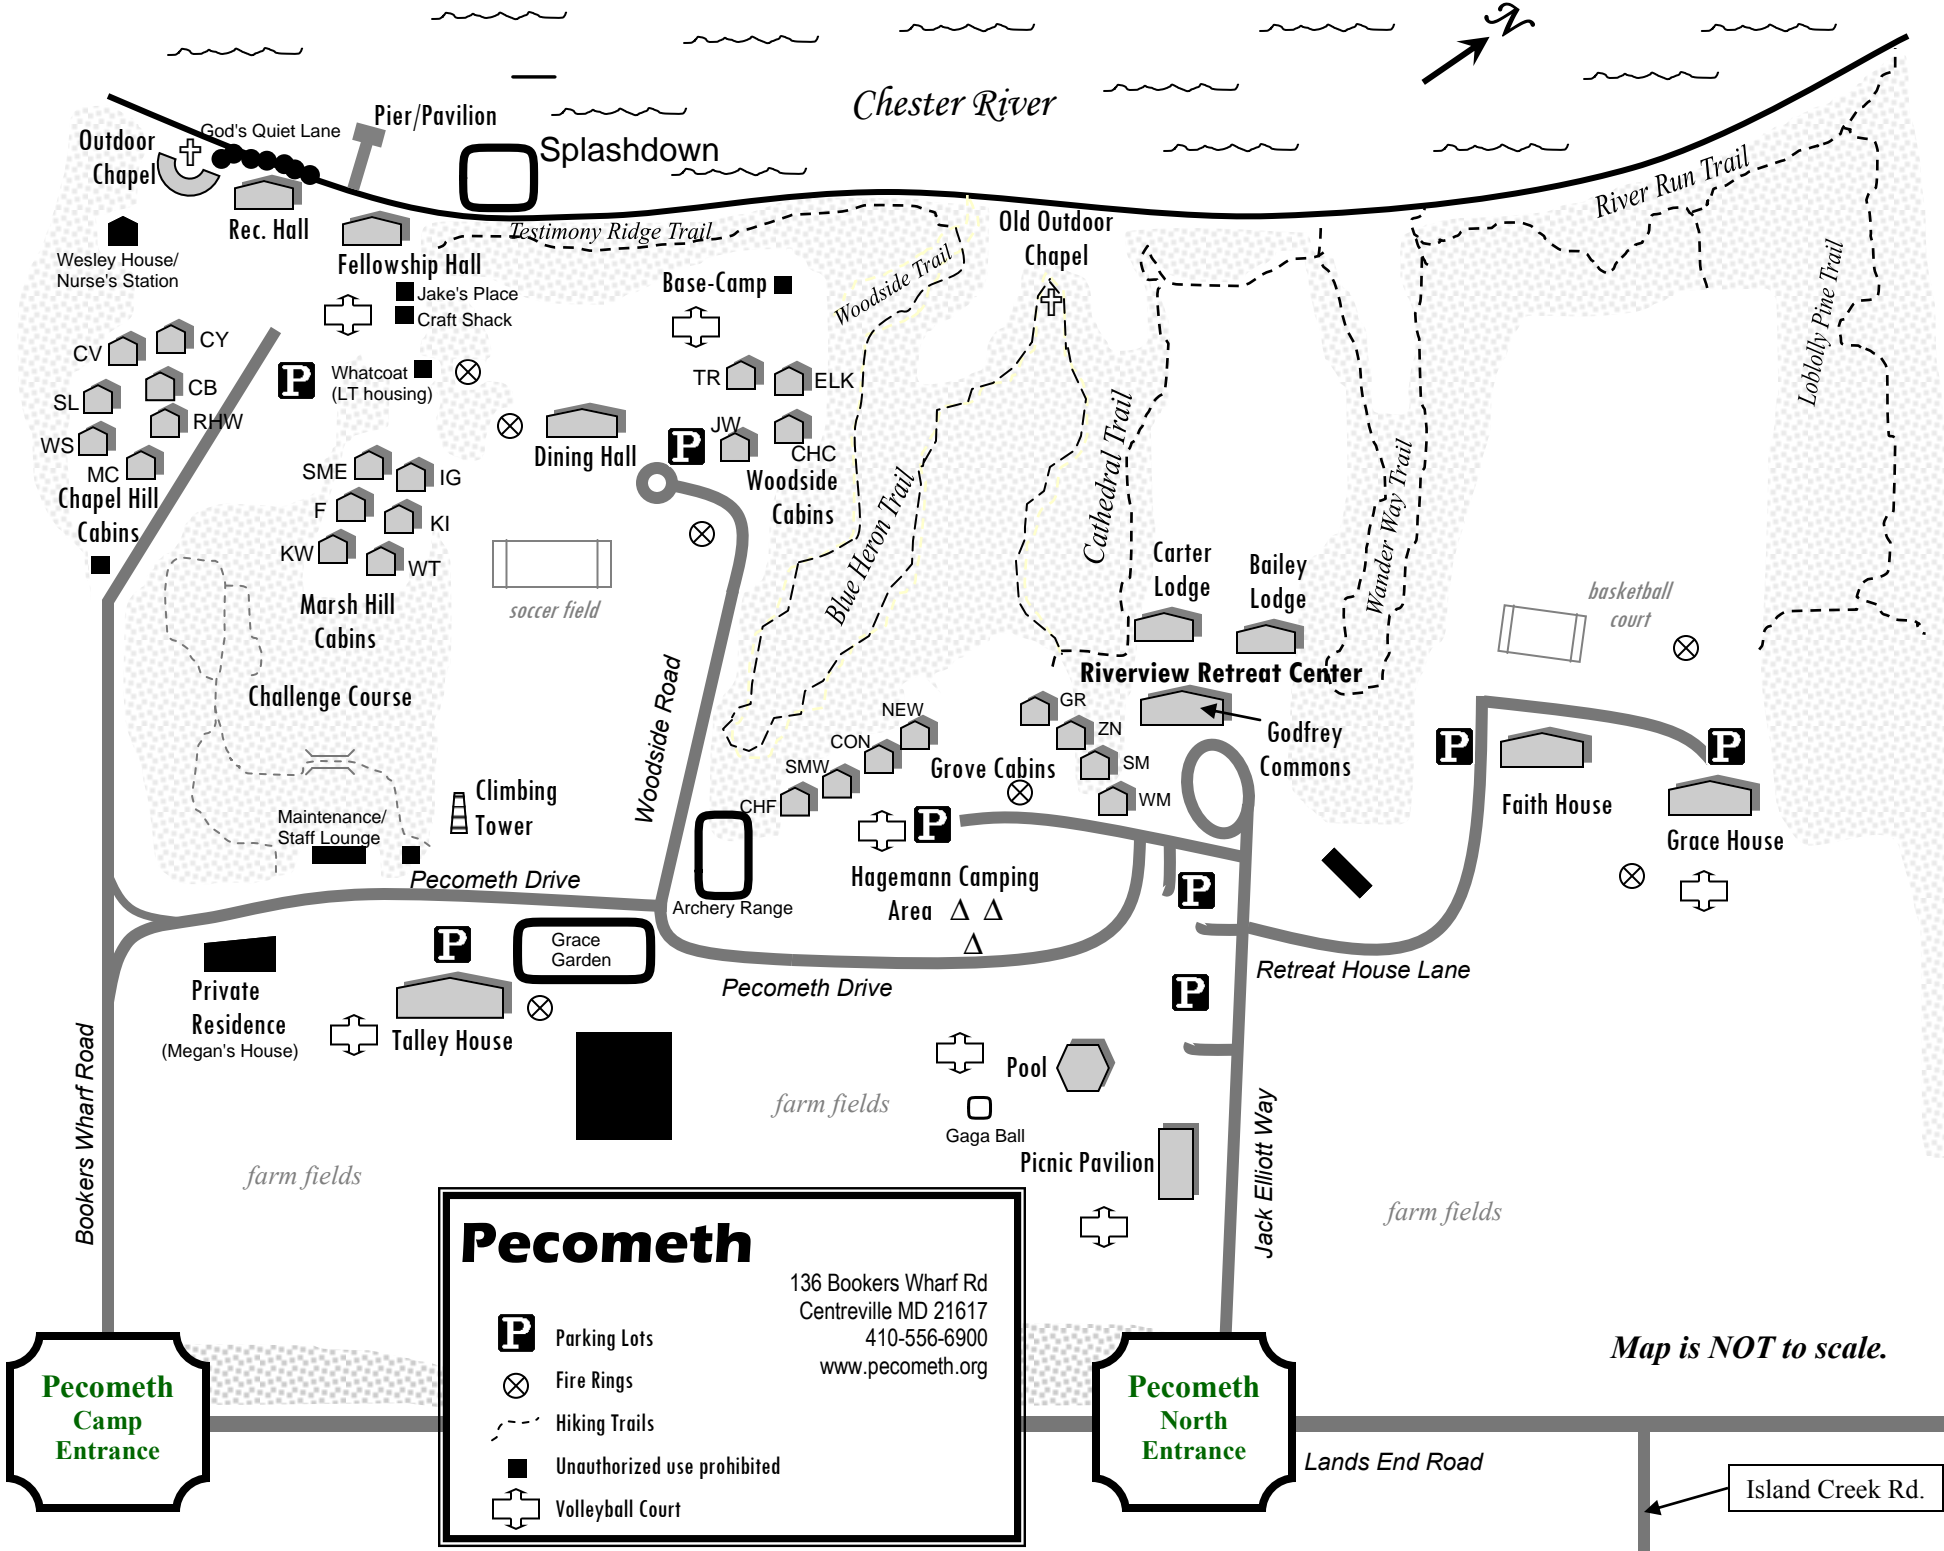 N
Chester River
Pier/Pavilion
God's Quiet Lane
Outdoor
Chapel
Splashdown
Rec. Hall
Wesley House/
Nurse's Station
Fellowship Hall
Testimony Ridge Trail
Jake's Place
Craft Shack
Base-Camp
Woodside Trail
Old Outdoor
Chapel
River Run Trail
Loblolly Pine Trail
CV
CY
SL
CB
WS
RHW
MC
Chapel Hill
Cabins
P
Whatcoat
(LT housing)
TR
ELK
JW
CHC
P
Woodside
Cabins
Dining Hall
SME
IG
F
KI
KW
WT
Marsh Hill
Cabins
soccer field
Blue Heron Trail
Cathedral Trail
Wander Way Trail
Carter
Lodge
Bailey
Lodge
basketball
court
Riverview Retreat Center
Challenge Course
Woodside Road
NEW
CON
SMW
CHF
GR
ZN
SM
WM
Grove Cabins
Godfrey
Commons
P
P
Faith House
Grace House
Climbing
Tower
Maintenance/
Staff Lounge
P
Hagemann Camping
Area
Archery Range
Pecometh Drive
P
P
Grace
Garden
Private
Residence
(Megan's House)
Talley House
Pecometh Drive
P
Retreat House Lane
Bookers Wharf Road
Pool
Gaga Ball
Picnic Pavilion
Jack Elliott Way
farm fields
farm fields
farm fields
Pecometh
136 Bookers Wharf Rd
Centreville MD 21617
410-556-6900
www.pecometh.org
P Parking Lots
Fire Rings
Hiking Trails
Unauthorized use prohibited
Volleyball Court
Pecometh
Camp
Entrance
Pecometh
North
Entrance
Map is NOT to scale.
Lands End Road
Island Creek Rd.